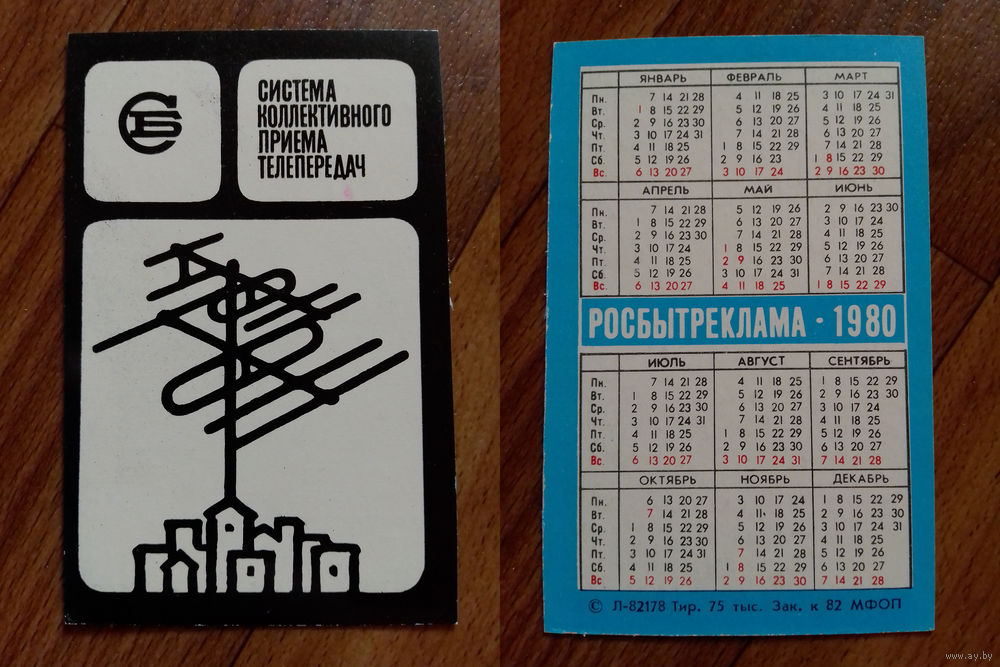 СБ
СИСТЕМА
КОЛЛЕКТИВНОГО
ПРИЕМА
ТЕЛЕПЕРЕДАЧ
ЯНВАРЬ ФЕВРАЛЬ МАРТ
Пн. 7 14 21 28 4 11 18 25 3 10 17 24 31
Вт. 1 8 15 22 29 5 12 19 26 4 11 18 25
Ср. 2 9 16 23 30 6 13 20 27 5 12 19 26
Чт. 3 10 17 24 31 7 14 21 28 6 13 20 27
Пт. 4 11 18 25 1 8 15 22 29 7 14 21 28
Сб. 5 12 19 26 2 9 16 23 1 8 15 22 29
Вс. 6 13 20 27 3 10 17 24 2 9 16 23 30
АПРЕЛЬ МАЙ ИЮНЬ
Пн. 7 14 21 28 5 12 19 26 2 9 16 23 30
Вт. 1 8 15 22 29 6 13 20 27 3 10 17 24
Ср. 2 9 16 23 30 7 14 21 28 4 11 18 25
Чт. 3 10 17 24 1 8 15 22 29 5 12 19 26
Пт. 4 11 18 25 2 9 16 23 30 6 13 20 27
Сб. 5 12 19 26 3 10 17 24 31 7 14 21 28
Вс. 6 13 20 27 4 11 18 25 1 8 15 22 29
РОСБЫТРЕКЛАМА · 1980
ИЮЛЬ АВГУСТ СЕНТЯБРЬ
Пн. 7 14 21 28 4 11 18 25 1 8 15 22 29
Вт. 1 8 15 22 29 5 12 19 26 2 9 16 23 30
Ср. 2 9 16 23 30 6 13 20 27 3 10 17 24
Чт. 3 10 17 24 31 7 14 21 28 4 11 18 25
Пт. 4 11 18 25 1 8 15 22 29 5 12 19 26
Сб. 5 12 19 26 2 9 16 23 30 6 13 20 27
Вс. 6 13 20 27 3 10 17 24 31 7 14 21 28
ОКТЯБРЬ НОЯБРЬ ДЕКАБРЬ
Пн. 6 13 20 27 3 10 17 24 1 8 15 22 29
Вт. 7 14 21 28 4 11 18 25 2 9 16 23 30
Ср. 1 8 15 22 29 5 12 19 26 3 10 17 24 31
Чт. 2 9 16 23 30 6 13 20 27 4 11 18 25
Пт. 3 10 17 24 31 7 14 21 28 5 12 19 26
Сб. 4 11 18 25 1 8 15 22 29 6 13 20 27
Вс. 5 12 19 26 2 9 16 23 30 7 14 21 28
© Л-82178 Тир. 75 тыс. Зак. к 82 МФОП
www.ay.by